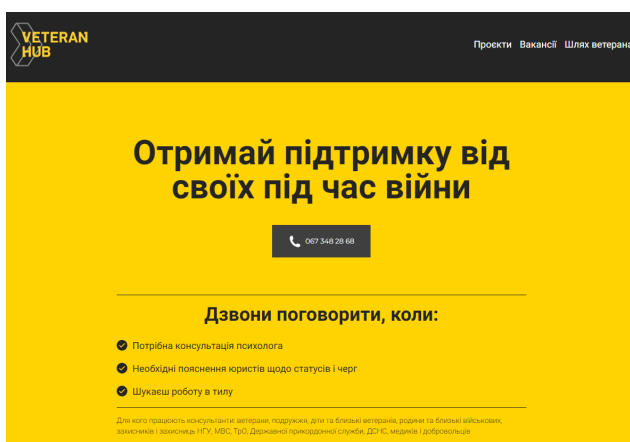 VETERAN
HUB
Проєкти Вакансії Шлях ветерана
Отримай підтримку від
своїх під час війни
067 348 28 68
Дзвони поговорити, коли:
Потрібна консультація психолога
Необхідні пояснення юристів щодо статусів і черг
Шукаєш роботу в тилу
Для кого працюють консультанти: ветерани, подружжя, діти та близькі ветеранів, родини та близькі військових,
захисників і захисниць НГУ, МВС, ТрО, Державної прикордонної служби, ДСНС, медиків і добровольців